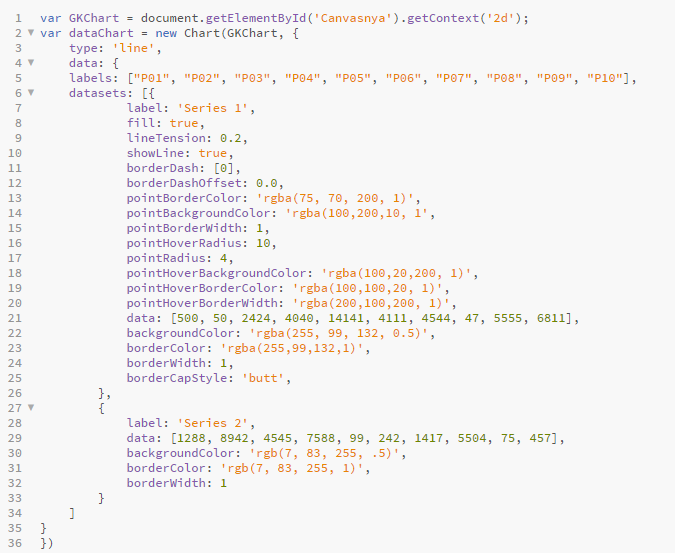 1 var GKChart = document.getElementById('Canvasnya').getContext('2d');
2 var dataChart = new Chart(GKChart, {
3 type: 'line',
4 data: {
5 labels: ["P01", "P02", "P03", "P04", "P05", "P06", "P07", "P08", "P09", "P10"],
6 datasets: [{
7 label: 'Series 1',
8 fill: true,
9 lineTension: 0.2,
10 showLine: true,
11 borderDash: [0],
12 borderDashOffset: 0.0,
13 pointBorderColor: 'rgba(75, 70, 200, 1)',
14 pointBackgroundColor: 'rgba(100,200,10, 1',
15 pointBorderWidth: 1,
16 pointHoverRadius: 10,
17 pointRadius: 4,
18 pointHoverBackgroundColor: 'rgba(100,20,200, 1)',
19 pointHoverBorderColor: 'rgba(100,100,20, 1)',
20 pointHoverBorderWidth: 'rgba(200,100,200, 1)',
21 data: [500, 50, 2424, 4040, 14141, 4111, 4544, 47, 5555, 6811],
22 backgroundColor: 'rgba(255, 99, 132, 0.5)',
23 borderColor: 'rgba(255,99,132,1)',
24 borderWidth: 1,
25 borderCapStyle: 'butt',
26 },
27 {
28 label: 'Series 2',
29 data: [1288, 8942, 4545, 7588, 99, 242, 1417, 5504, 75, 457],
30 backgroundColor: 'rgb(7, 83, 255, .5)',
31 borderColor: 'rgb(7, 83, 255, 1)',
32 borderWidth: 1
33 }
34 ]
35 }
36 })